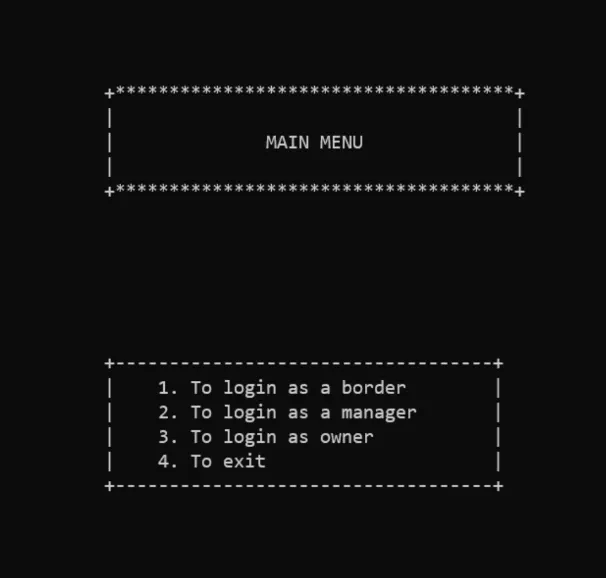 +*************************************+
|                                     |
|              MAIN MENU              |
|                                     |
+*************************************+
+-----------------------------------+
|    1. To login as a border        |
|    2. To login as a manager       |
|    3. To login as owner           |
|    4. To exit                     |
+-----------------------------------+